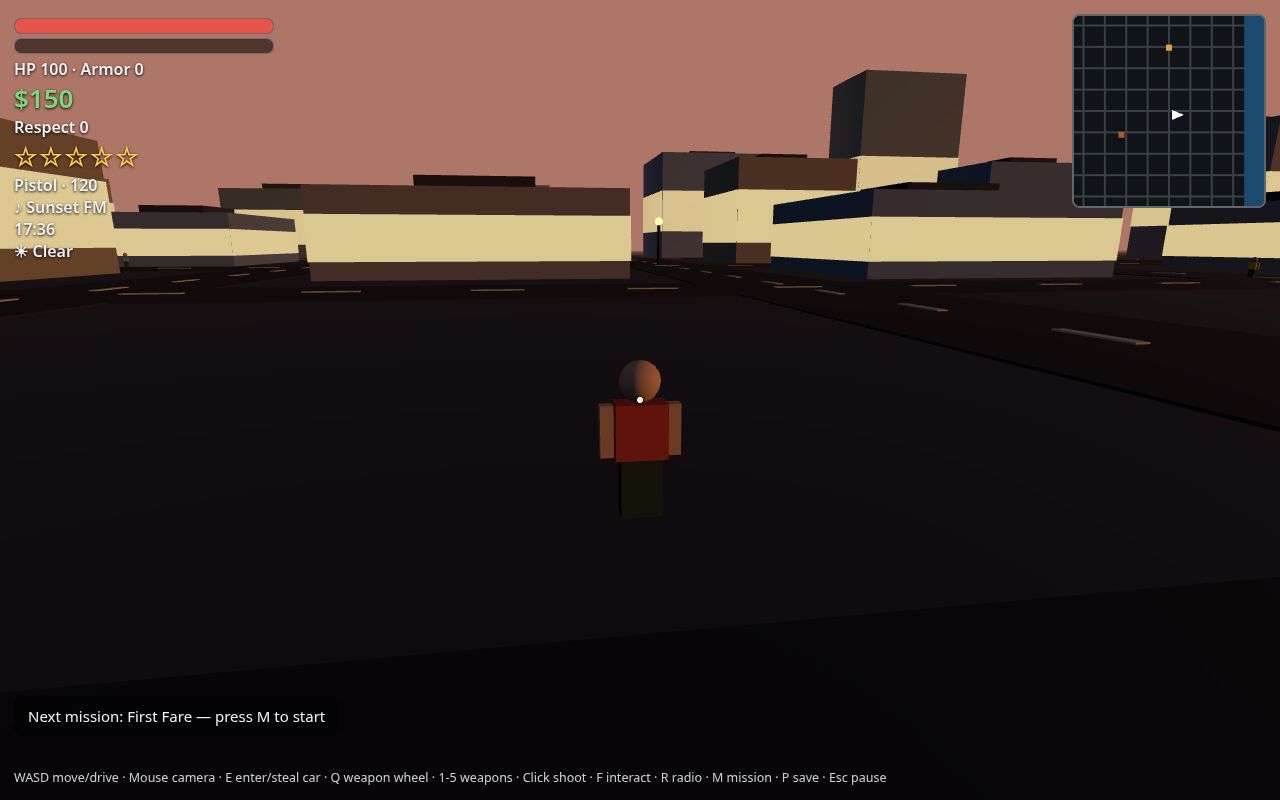 HP 100 · Armor 0
$150
Respect 0
☆☆☆☆☆
Pistol · 120
♪ Sunset FM
17:36
☀ Clear
Next mission: First Fare — press M to start
WASD move/drive · Mouse camera · E enter/steal car · Q weapon wheel · 1-5 weapons · Click shoot · F interact · R radio · M mission · P save · Esc pause